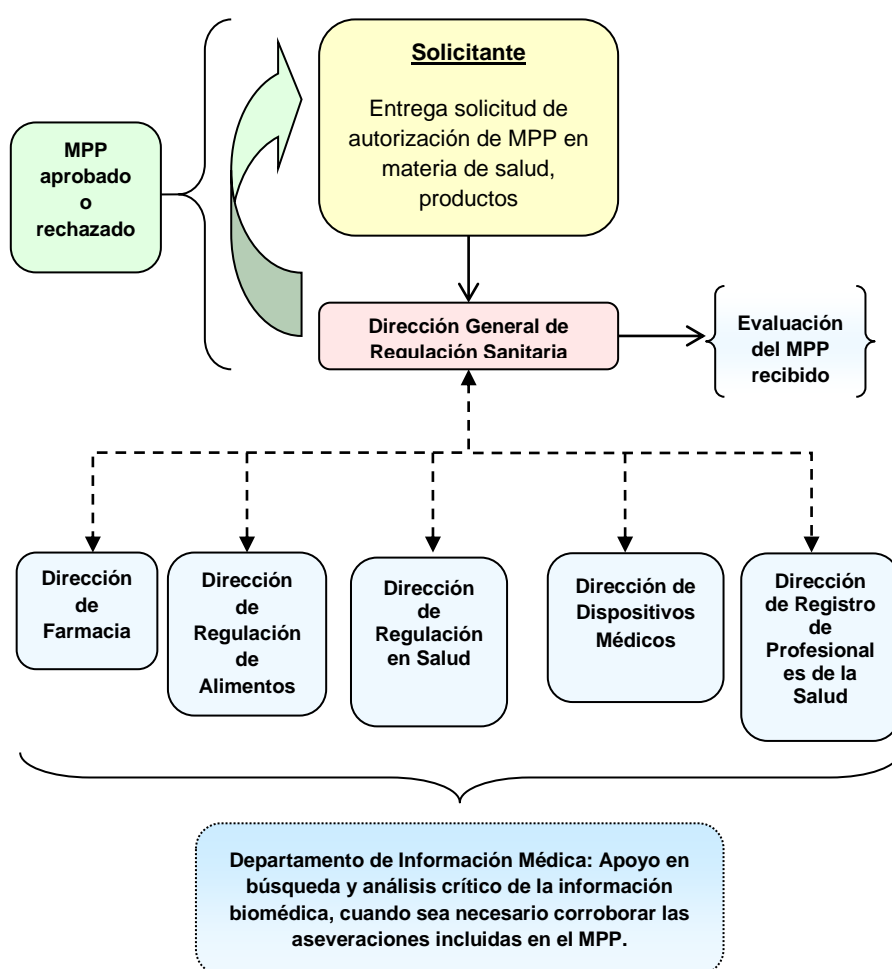 Solicitante
Entrega solicitud de
autorización de MPP en
materia de salud,
productos
MPP
aprobado
o
rechazado
Dirección General de
Regulación Sanitaria
Evaluación
del MPP
recibido
Dirección
de
Farmacia
Dirección
de
Regulación
de
Alimentos
Dirección
de
Regulación
en Salud
Dirección de
Dispositivos
Médicos
Dirección
de Registro
de
Profesional
es de la
Salud
Departamento de Información Médica: Apoyo en
búsqueda y análisis crítico de la información
biomédica, cuando sea necesario corroborar las
aseveraciones incluidas en el MPP.